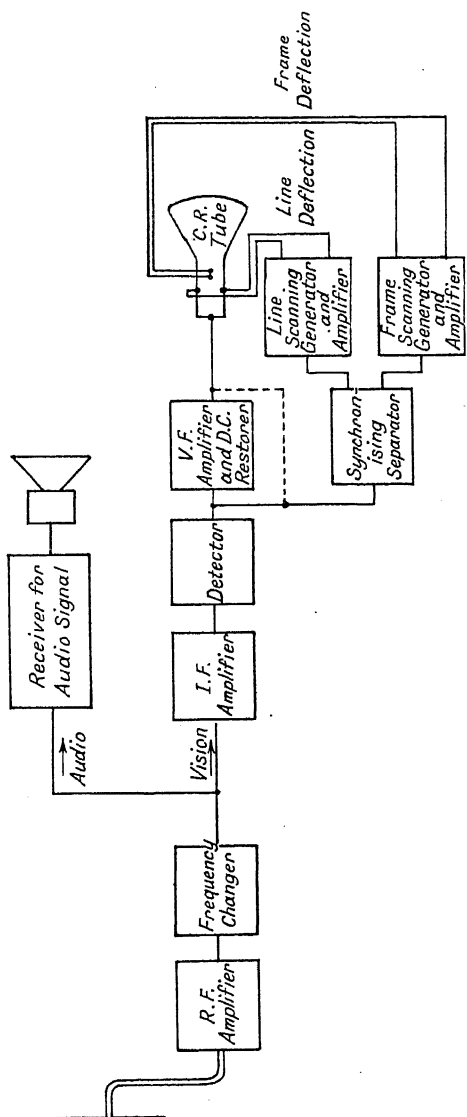 R.F.
Amplifier
Frequency
Changer
Audio
Vision
Receiver for
Audio Signal
I.F.
Amplifier
Detector
V.F.
Amplifier
and D.C.
Restorer
C.R.
Tube
Synchron-
ising
Separator
Line
Scanning
Generator
and
Amplifier
Frame
Scanning
Generator
and
Amplifier
Line
Deflection
Frame
Deflection